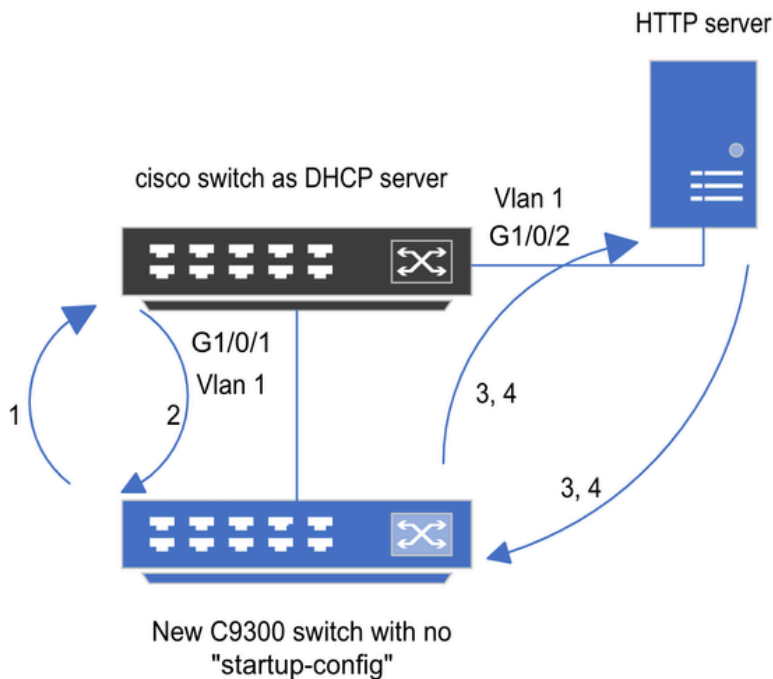 HTTP server
cisco switch as DHCP server
Vlan 1
G1/0/2
G1/0/1
Vlan 1
1
2
3, 4
3, 4
New C9300 switch with no
"startup-config"